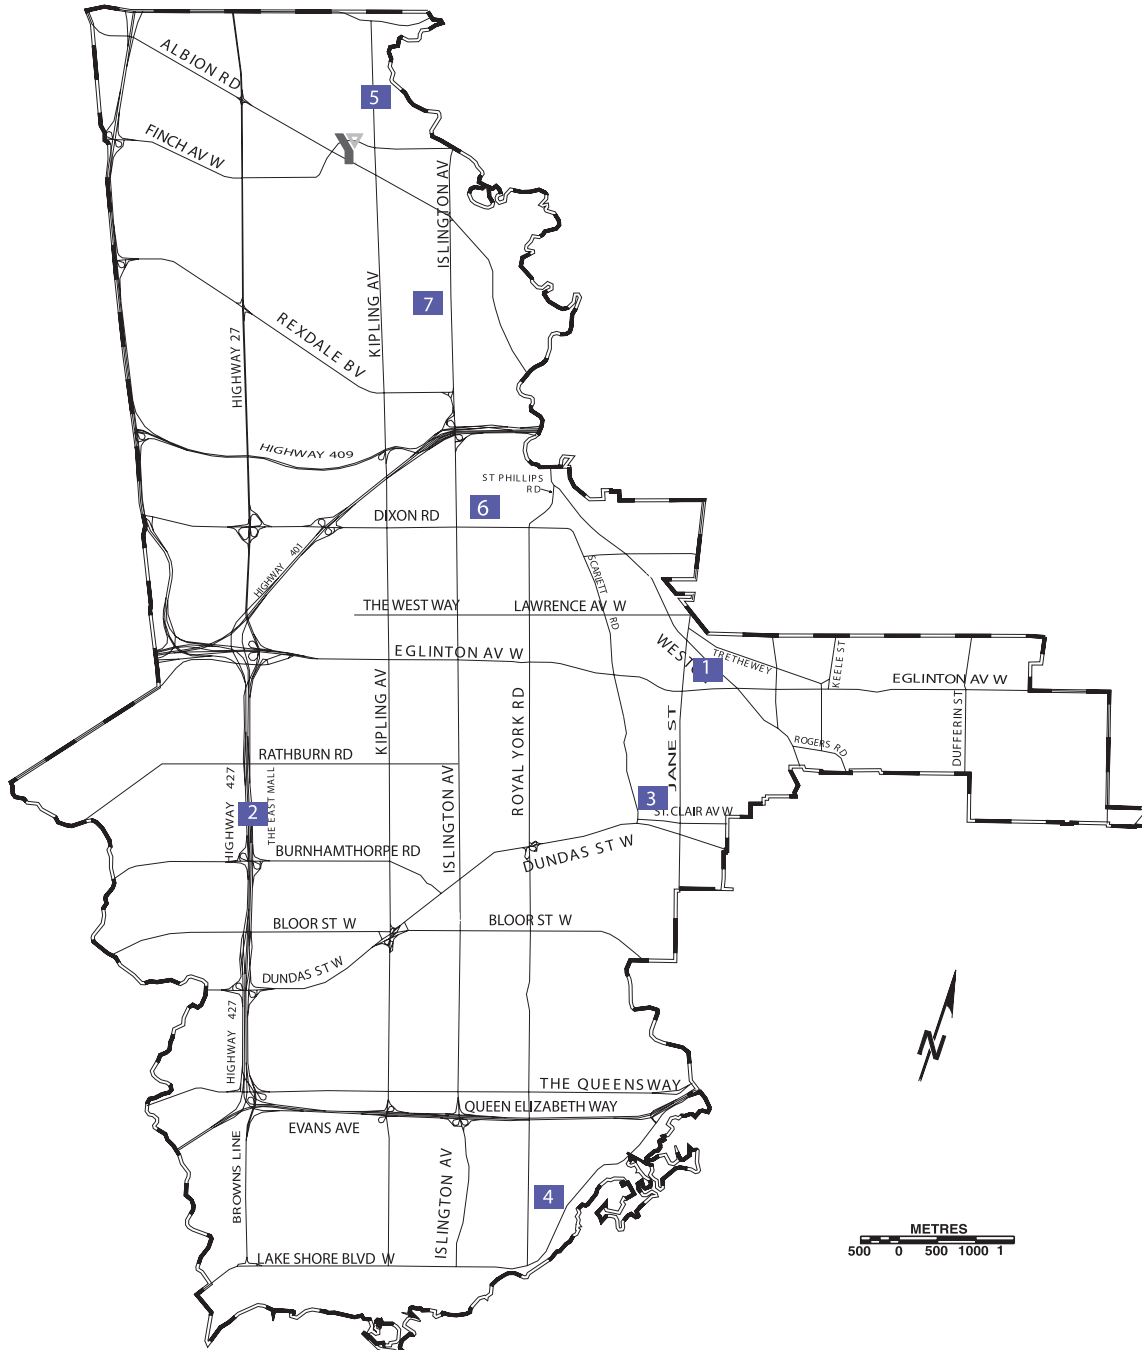 ALBION RD
5
FINCH AV W
Y
ISLINGTON AV
KIPLING AV
7
REXDALE BV
HIGHWAY 27
HIGHWAY 409
ST PHILLIPS
RD
6
DIXON RD
HIGHWAY 401
SCARLETT RD
THE WEST WAY
LAWRENCE AV W
EGLINTON AV W
1
TRETHEWEY
KEELE ST
EGLINTON AV W
KIPLING AV
ROYAL YORK RD
JANE ST
DUFFERIN ST
ROGERS RD
RATHBURN RD
HIGHWAY 427
2
THE EAST MALL
ISLINGTON AV
3
ST. CLAIR AV W
BURNHAMTHORPE RD
DUNDAS ST W
BLOOR ST W
BLOOR ST W
DUNDAS ST W
HIGHWAY 427
N
THE QUEENSWAY
QUEEN ELIZABETH WAY
EVANS AVE
BROWNS LINE
ISLINGTON AV
4
LAKE SHORE BLVD W
METRES
500 0 500 1000 1